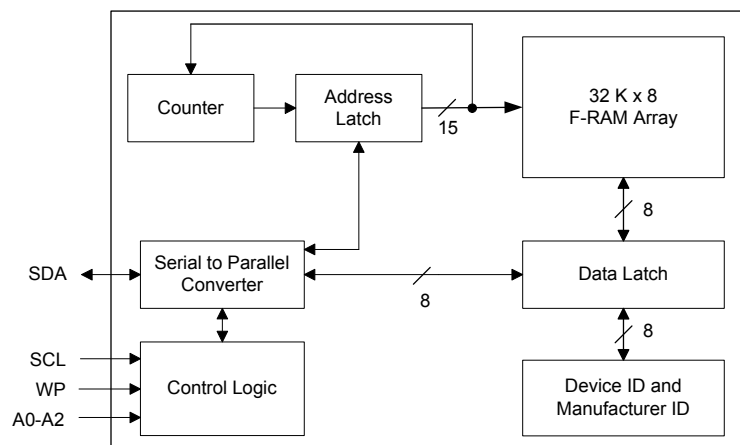 Counter
Address
Latch
15
32 K x 8
F-RAM Array
8
SDA
Serial to Parallel
Converter
8
Data Latch
8
SCL
WP
A0-A2
Control Logic
Device ID and
Manufacturer ID